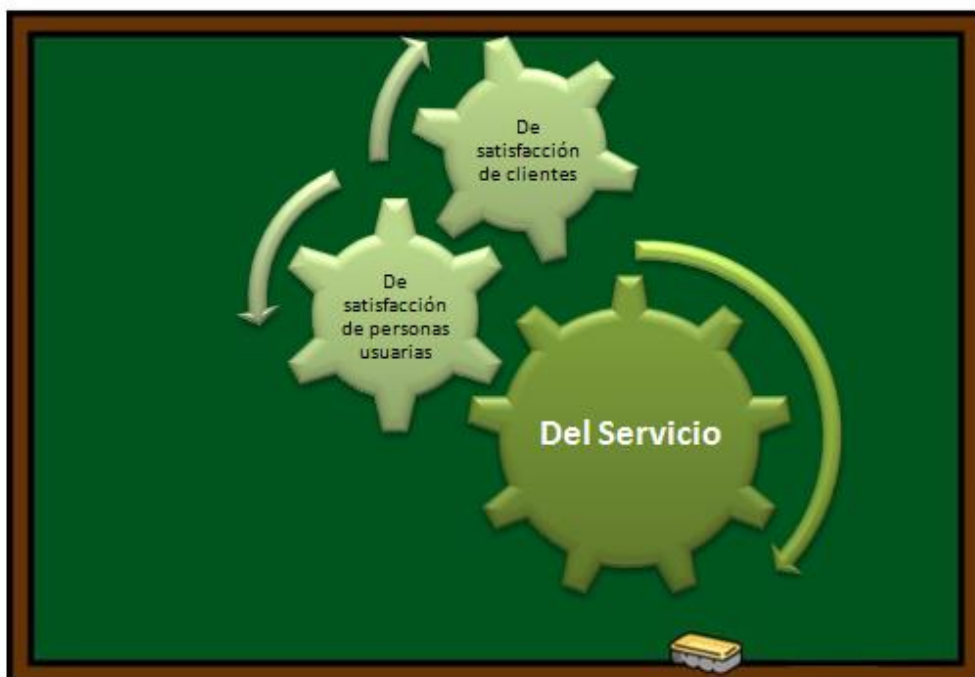 De
satisfacción
de clientes
De
satisfacción
de personas
usuarias
Del Servicio